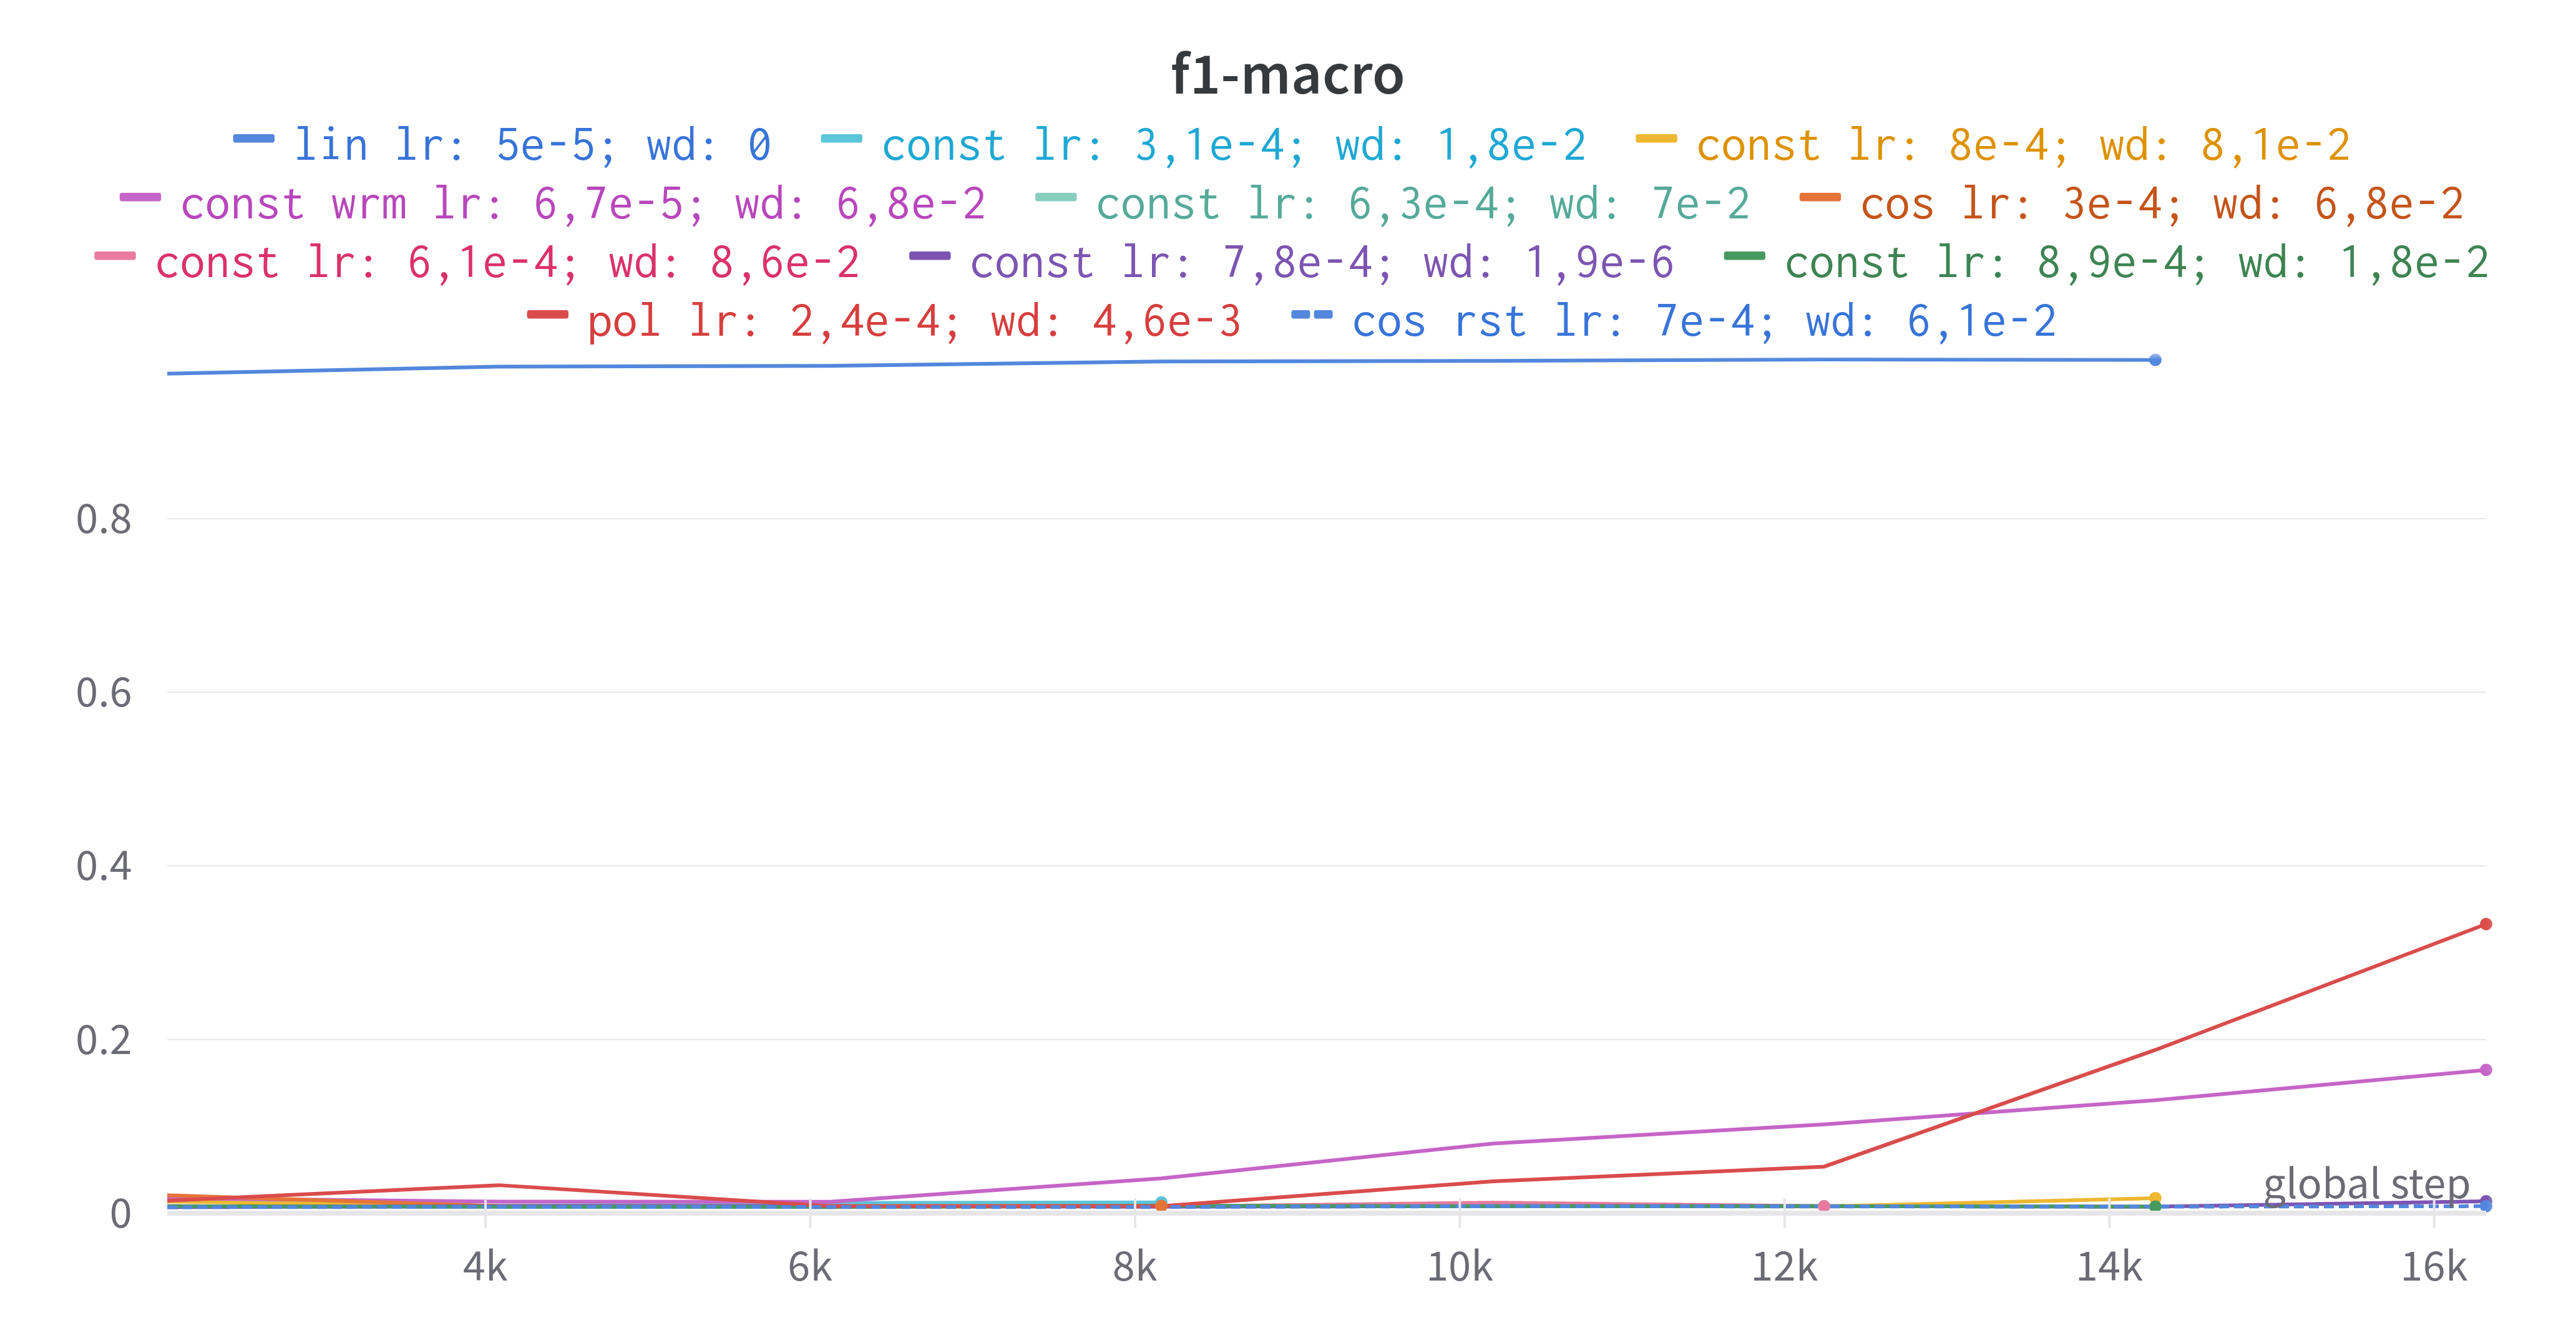 f1-macro
lin lr: 5e-5; wd: 0 const lr: 3,1e-4; wd: 1,8e-2 const lr: 8e-4; wd: 8,1e-2
const wrm lr: 6,7e-5; wd: 6,8e-2 const lr: 6,3e-4; wd: 7e-2 cos lr: 3e-4; wd: 6,8e-2
const lr: 6,1e-4; wd: 8,6e-2 const lr: 7,8e-4; wd: 1,9e-6 const lr: 8,9e-4; wd: 1,8e-2
pol lr: 2,4e-4; wd: 4,6e-3 cos rst lr: 7e-4; wd: 6,1e-2
0.8
0.6
0.4
0.2
global step
0
4k 6k 8k 10k 12k 14k 16k